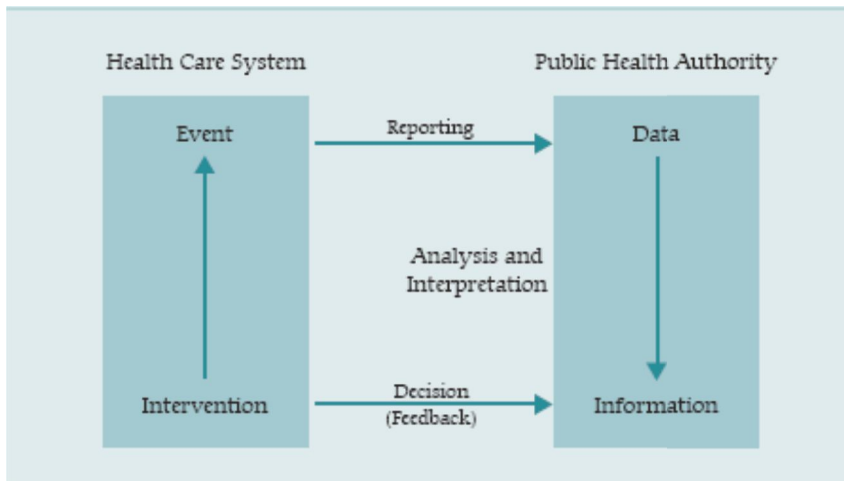 Health Care System
Public Health Authority
Event
Reporting
Data
Analysis and
Interpretation
Intervention
Decision
(Feedback)
Information